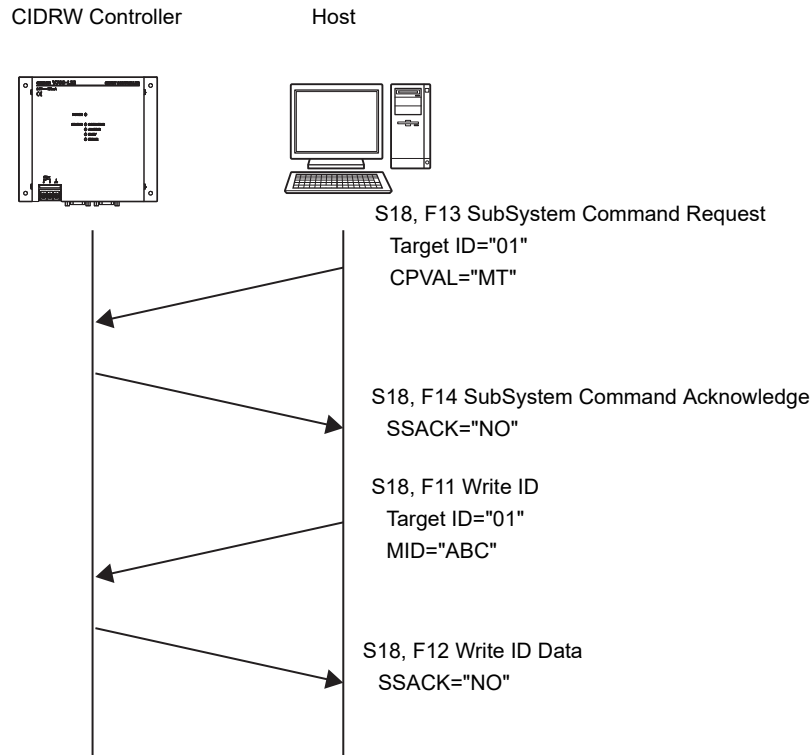 CIDRW Controller
Host
S18, F13 SubSystem Command Request
Target ID="01"
CPVAL="MT"
S18, F14 SubSystem Command Acknowledge
SSACK="NO"
S18, F11 Write ID
Target ID="01"
MID="ABC"
S18, F12 Write ID Data
SSACK="NO"